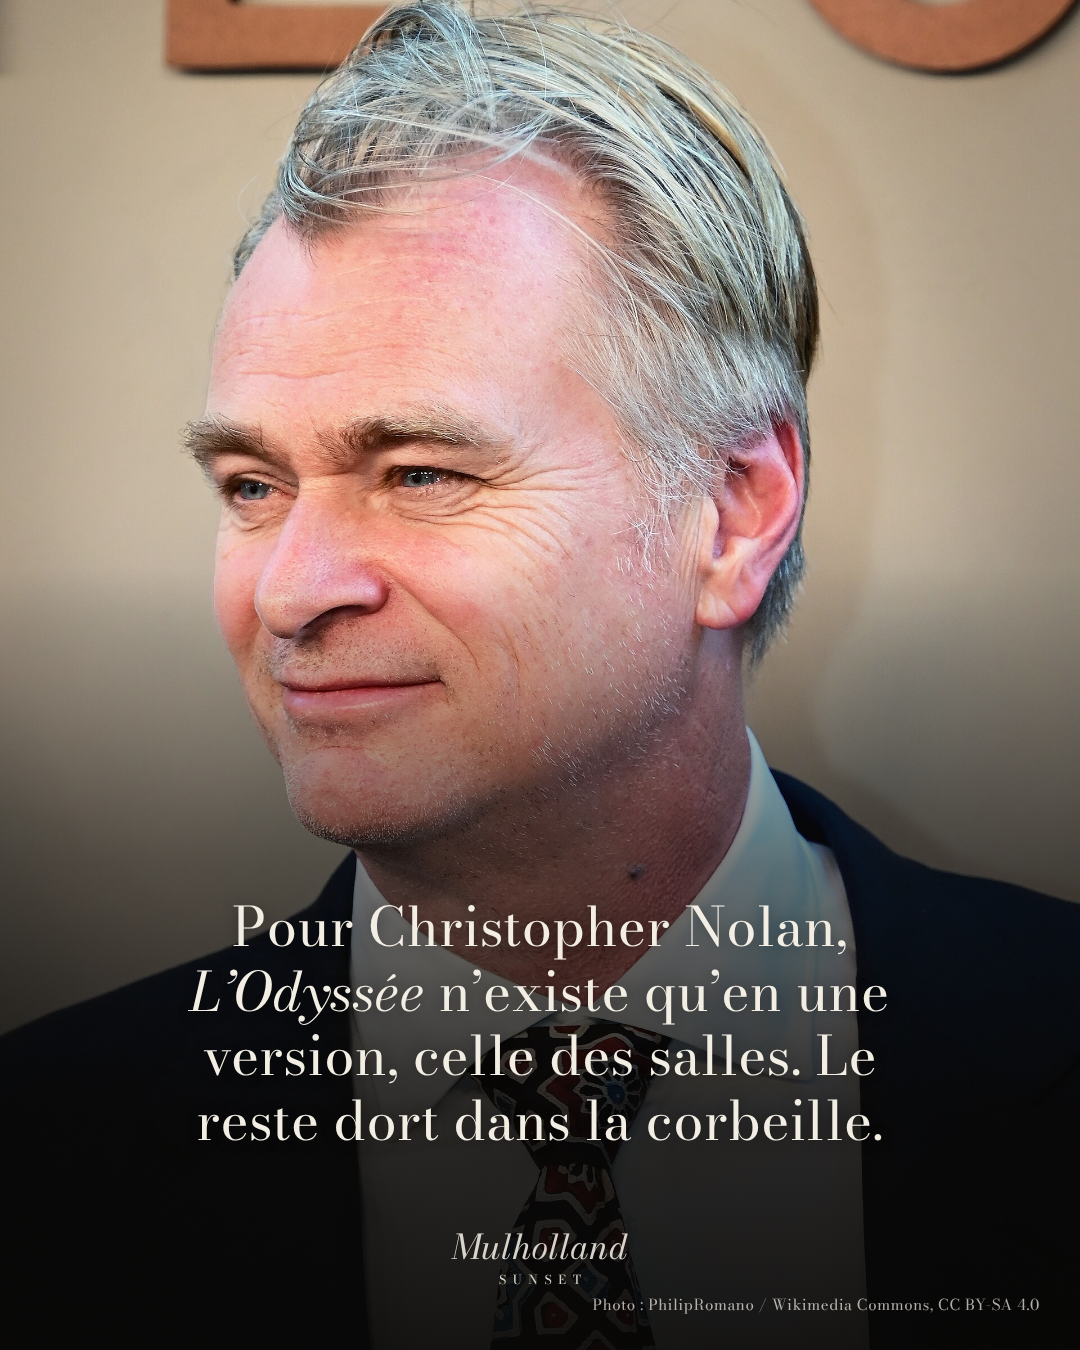 Pour Christopher Nolan,
L’Odyssée n’existe qu’en une
version, celle des salles. Le
reste dort dans la corbeille.
Mulholland
SUNSET
Photo : PhilipRomano / Wikimedia Commons, CC BY-SA 4.0